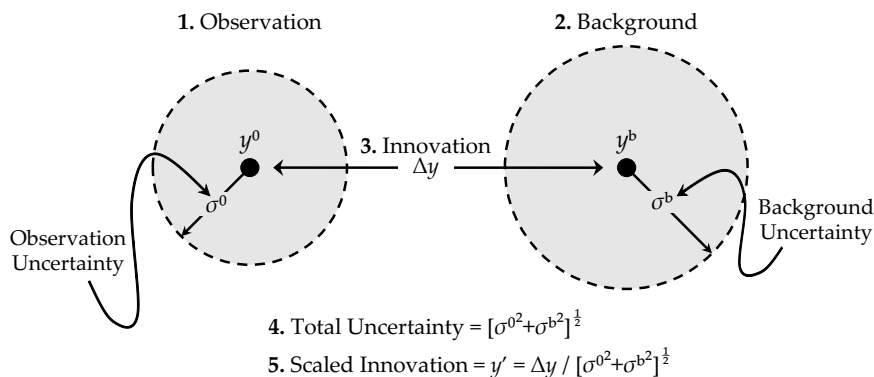 1. Observation
2. Background
y⁰
3. Innovation
Δy
yᵇ
σ⁰
σᵇ
Observation
Uncertainty
Background
Uncertainty
4. Total Uncertainty = [σ⁰²+σᵇ²]^½
5. Scaled Innovation = y′ = Δy / [σ⁰²+σᵇ²]^½